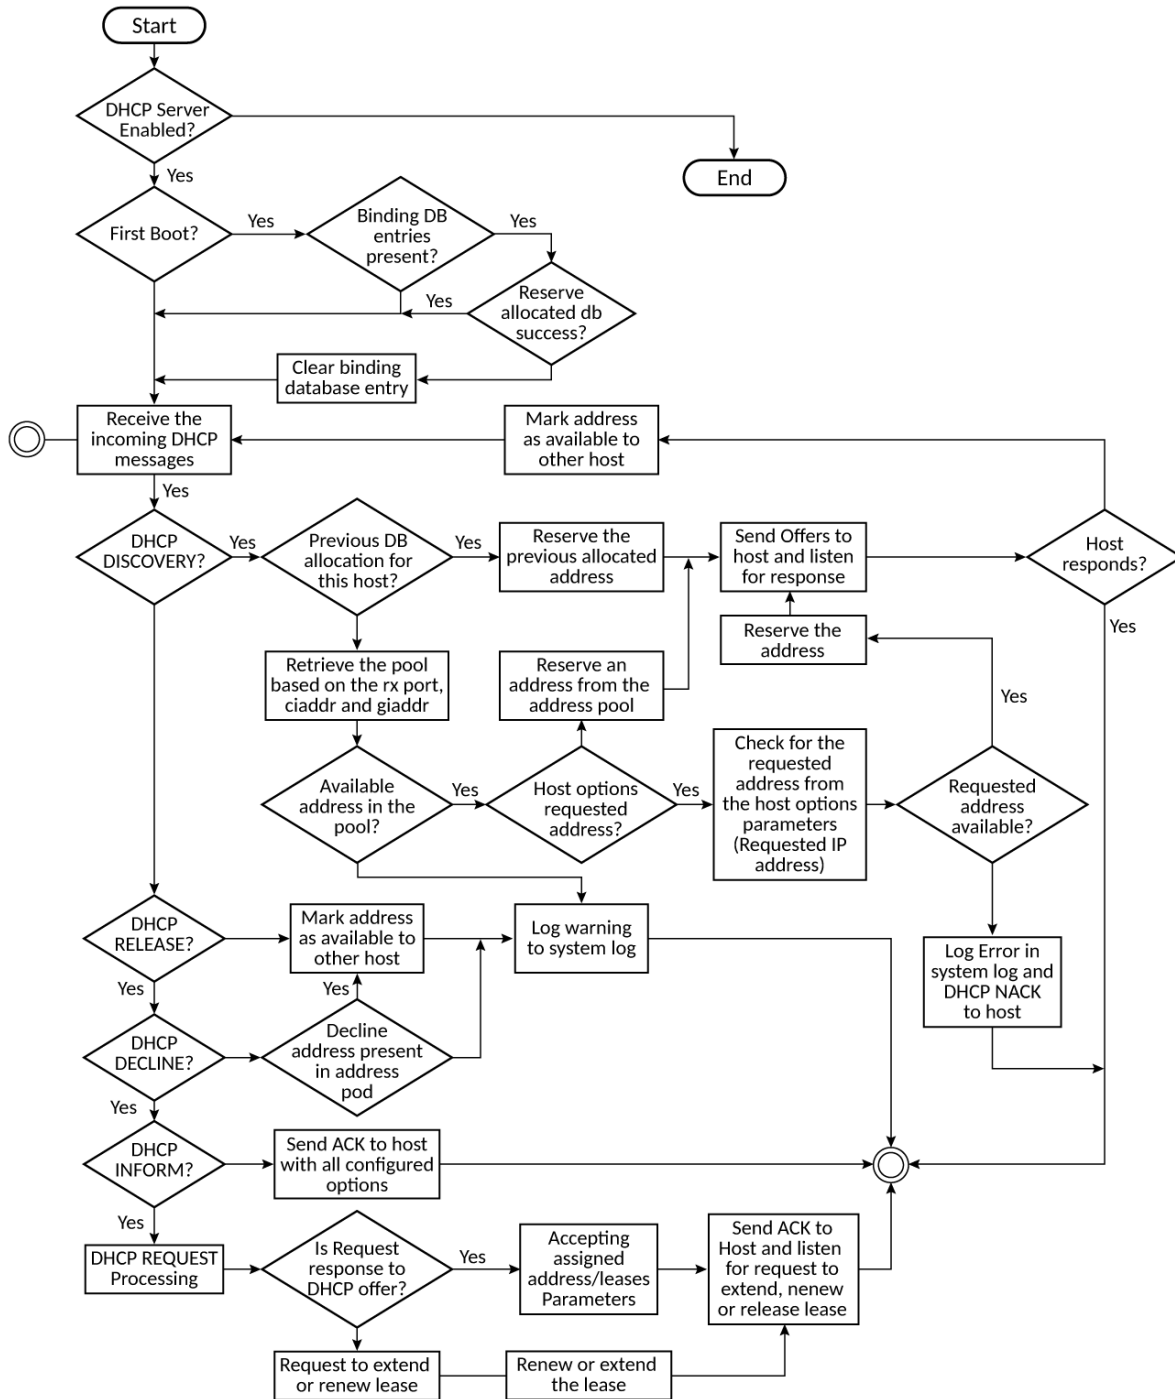 Start
DHCP Server
Enabled?
End
Yes
First Boot?
Yes
Binding DB
entries
present?
Yes
Reserve
allocated db
success?
Yes
Clear binding
database entry
Receive the
incoming DHCP
messages
Mark address
as available to
other host
Yes
DHCP
DISCOVERY?
Yes
Previous DB
allocation for
this host?
Yes
Reserve the
previous allocated
address
Send Offers to
host and listen
for response
Host
responds?
Yes
Reserve the
address
Retrieve the pool
based on the rx port,
ciaddr and giaddr
Reserve an
address from the
address pool
Yes
Available
address in the
pool?
Yes
Host options
requested
address?
Yes
Check for the
requested
address from
the host options
parameters
(Requested IP
address)
Requested
address
available?
DHCP
RELEASE?
Mark address
as available to
other host
Log warning
to system log
Log Error in
system log and
DHCP NACK
to host
Yes
Yes
DHCP
DECLINE?
Decline
address present
in address
pod
Yes
DHCP
INFORM?
Send ACK to host
with all configured
options
Yes
DHCP REQUEST
Processing
Is Request
response to
DHCP offer?
Yes
Accepting
assigned
address/leases
Parameters
Send ACK to
Host and listen
for request to
extend, nenew
or release lease
Request to extend
or renew lease
Renew or extend
the lease